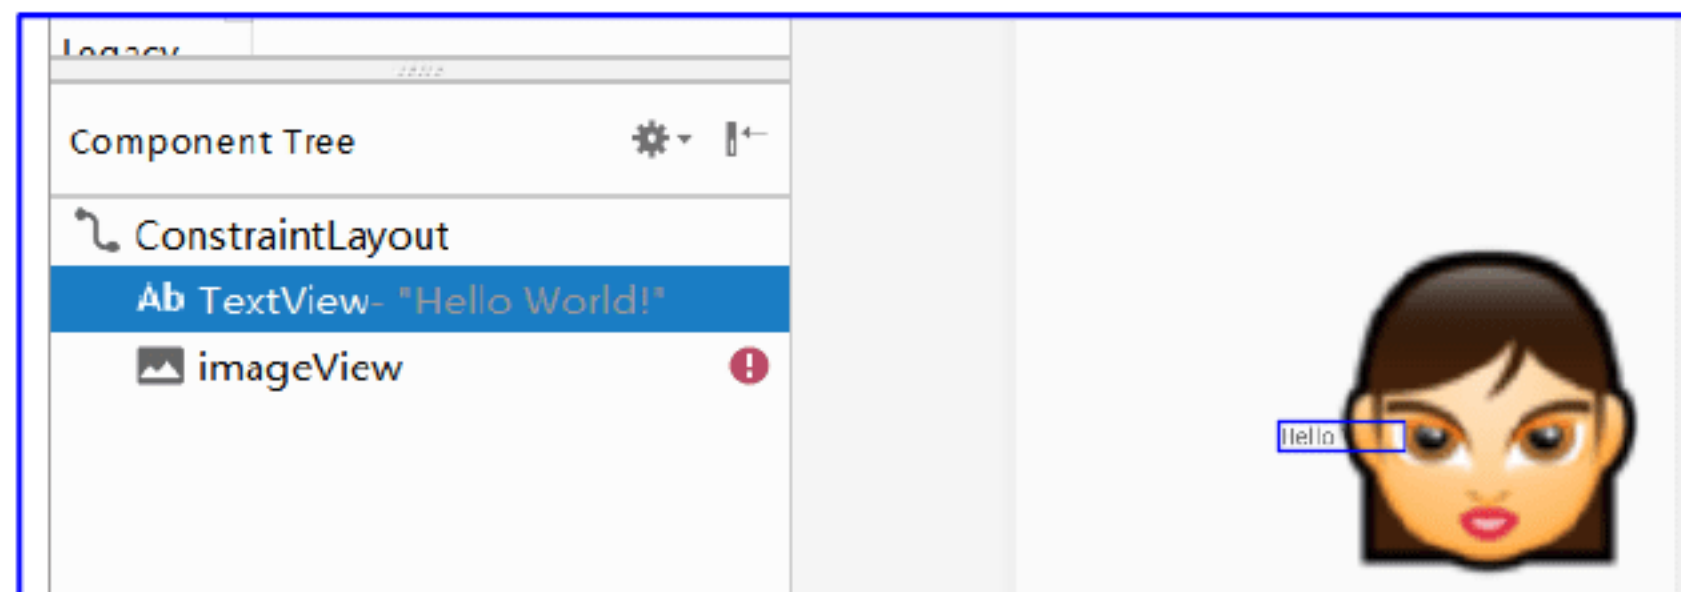 Legacy
Component Tree
ConstraintLayout
Ab TextView- "Hello World!"
imageView
Hello